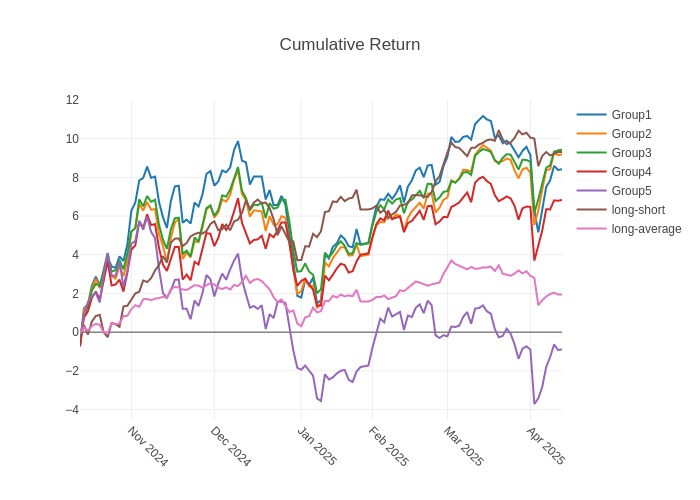 Cumulative Return
12
10
8
6
4
2
0
−2
−4
Nov 2024
Dec 2024
Jan 2025
Feb 2025
Mar 2025
Apr 2025
Group1
Group2
Group3
Group4
Group5
long-short
long-average